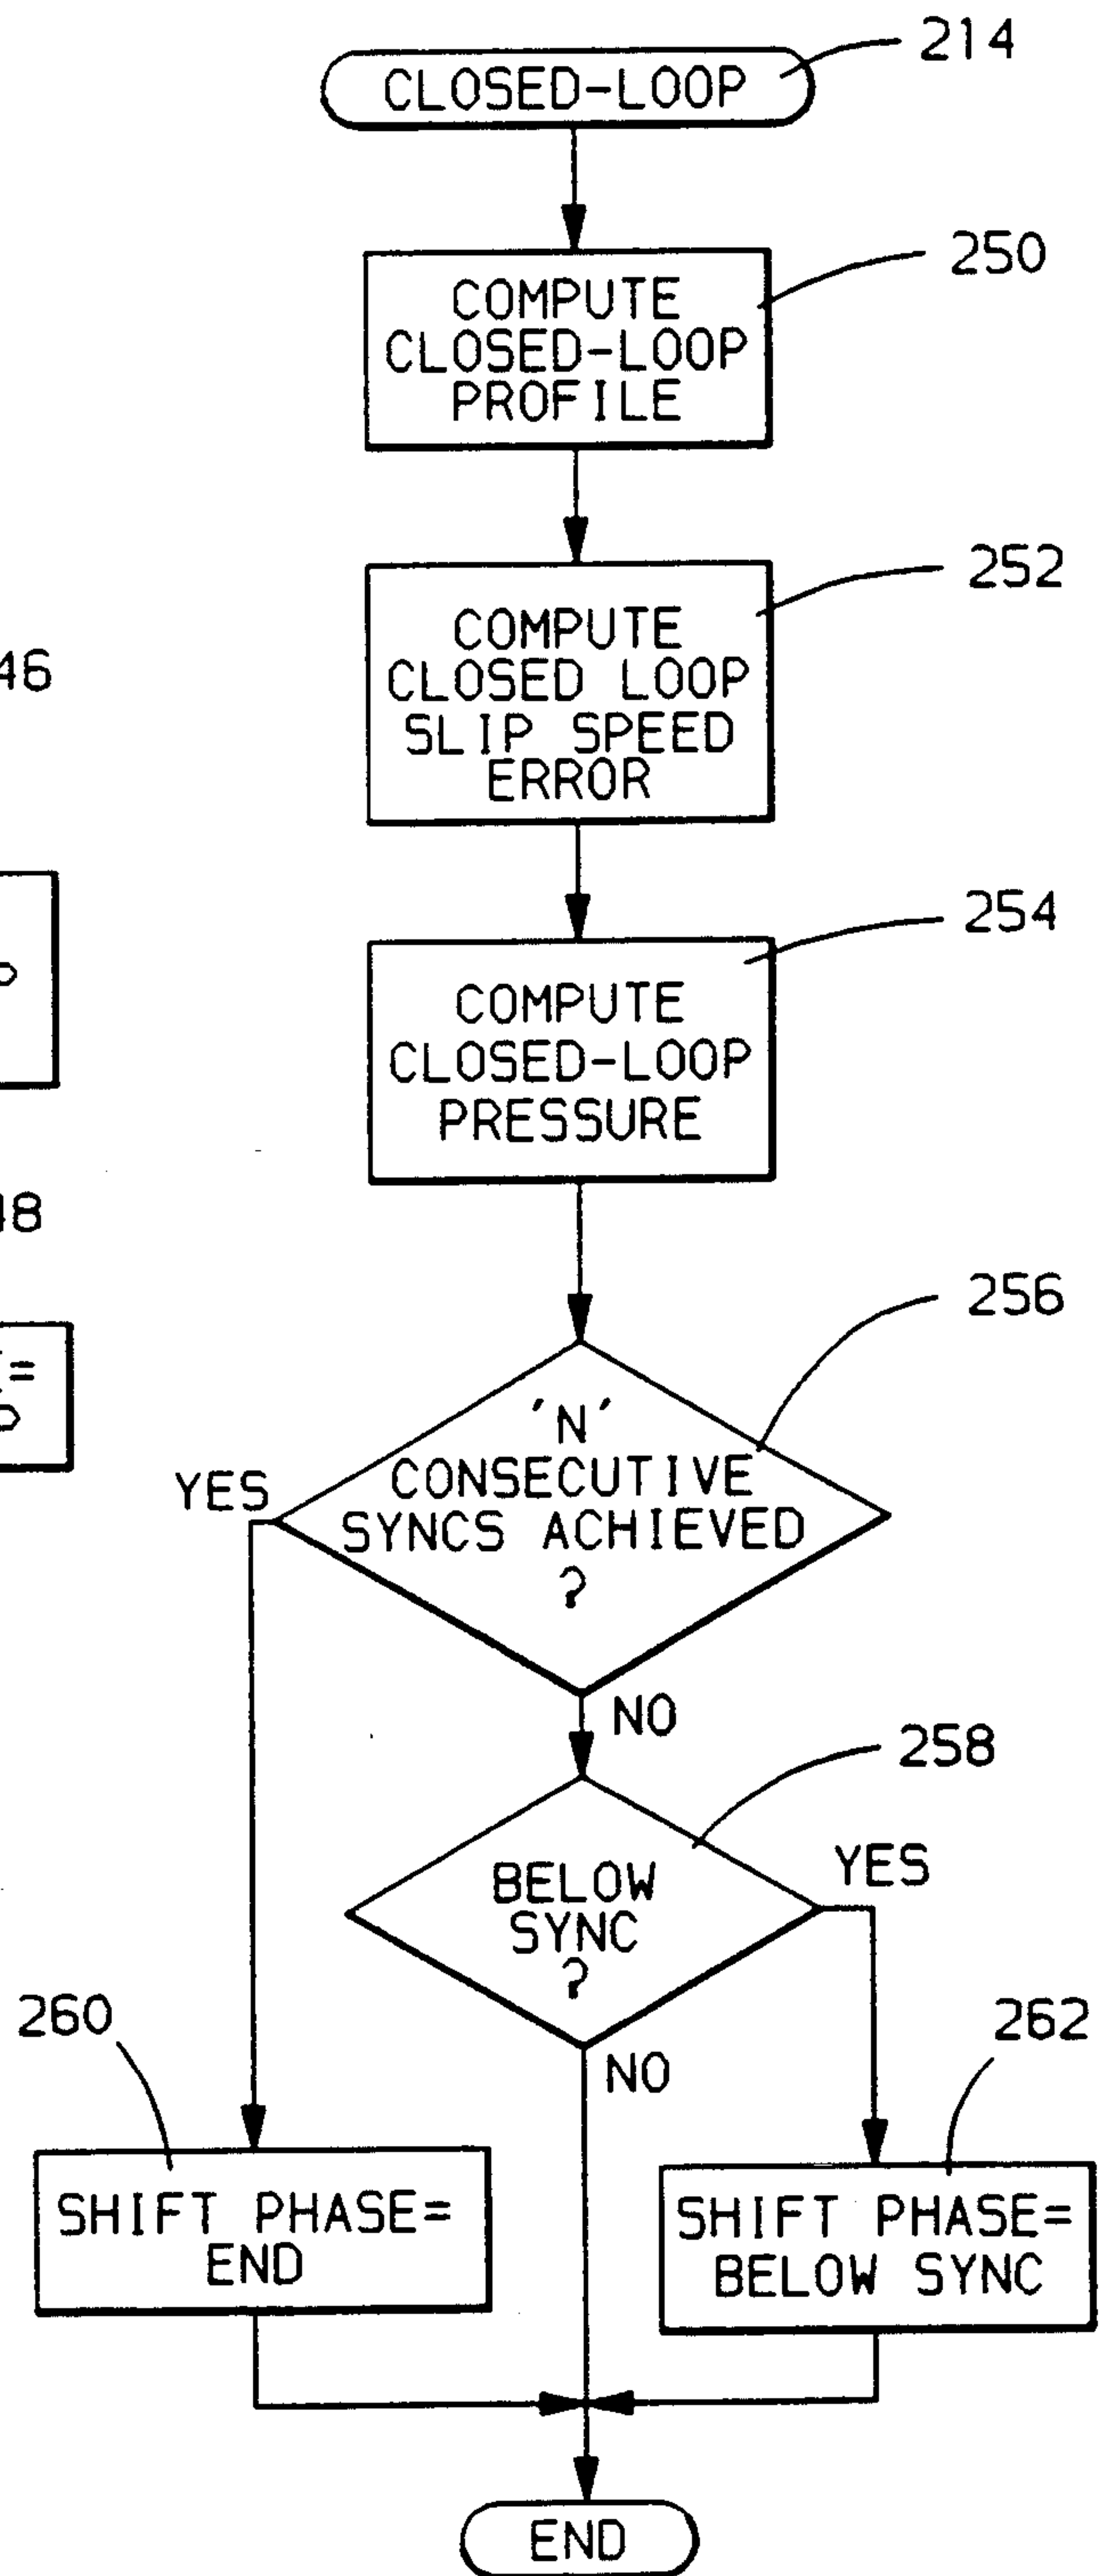 CLOSED-LOOP
214
COMPUTE
CLOSED-LOOP
PROFILE
250
COMPUTE
CLOSED LOOP
SLIP SPEED
ERROR
252
46
COMPUTE
CLOSED-LOOP
PRESSURE
254
48
'N'
CONSECUTIVE
SYNCS ACHIEVED
?
256
YES
NO
BELOW
SYNC
?
258
YES
NO
260
SHIFT PHASE=
END
262
SHIFT PHASE=
BELOW SYNC
END